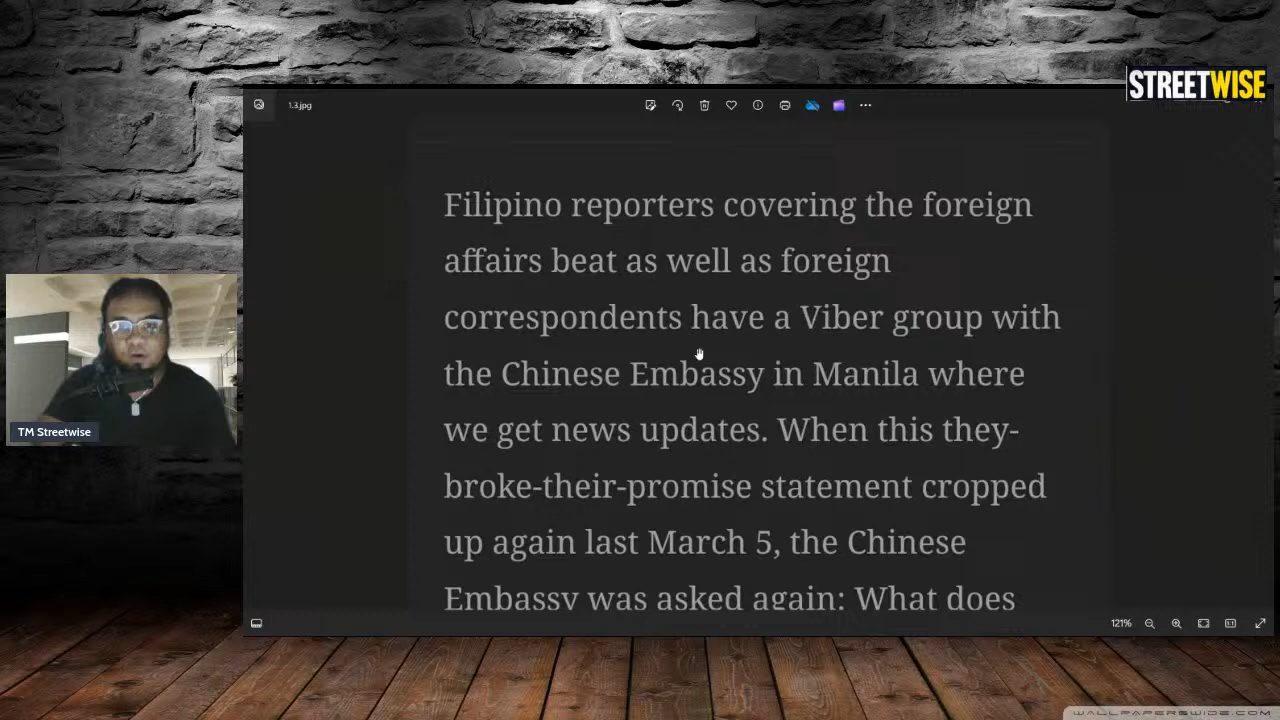 STREETWISE
1.3.jpg
Filipino reporters covering the foreign
affairs beat as well as foreign
correspondents have a Viber group with
the Chinese Embassy in Manila where
we get news updates. When this they-
broke-their-promise statement cropped
up again last March 5, the Chinese
Embassy was asked again: What does
TM Streetwise
121%
WALLPAPERSWIDE.COM